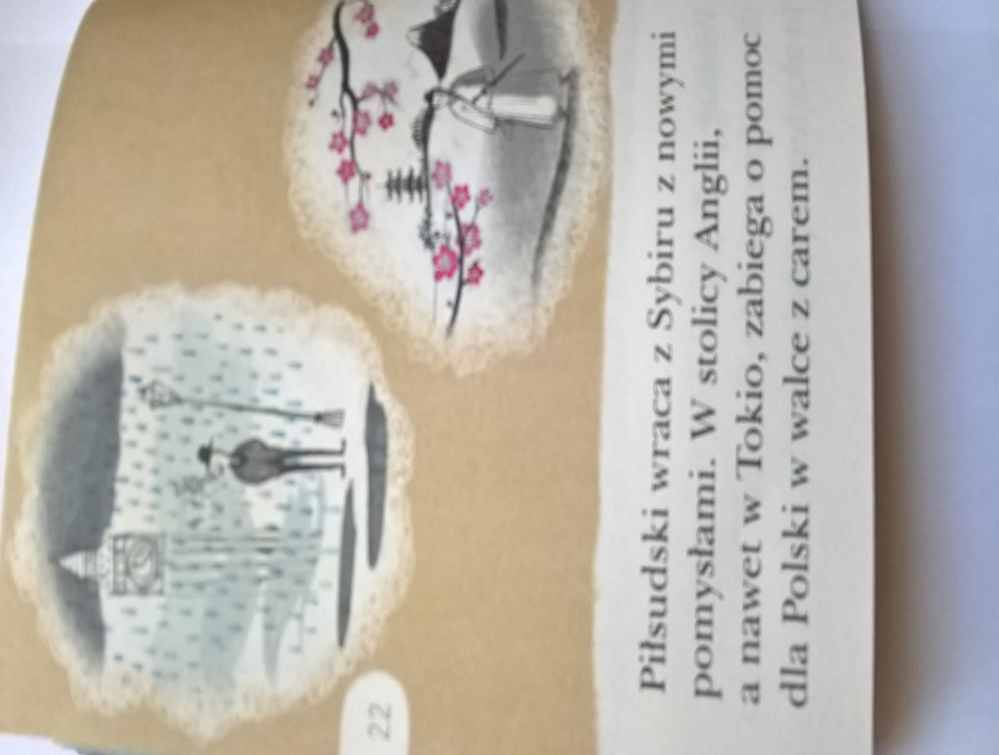 Piłsudski wraca z Sybiru z nowymi
pomysłami. W stolicy Anglii,
a nawet w Tokio, zabiega o pomoc
dla Polski w walce z carem.
22